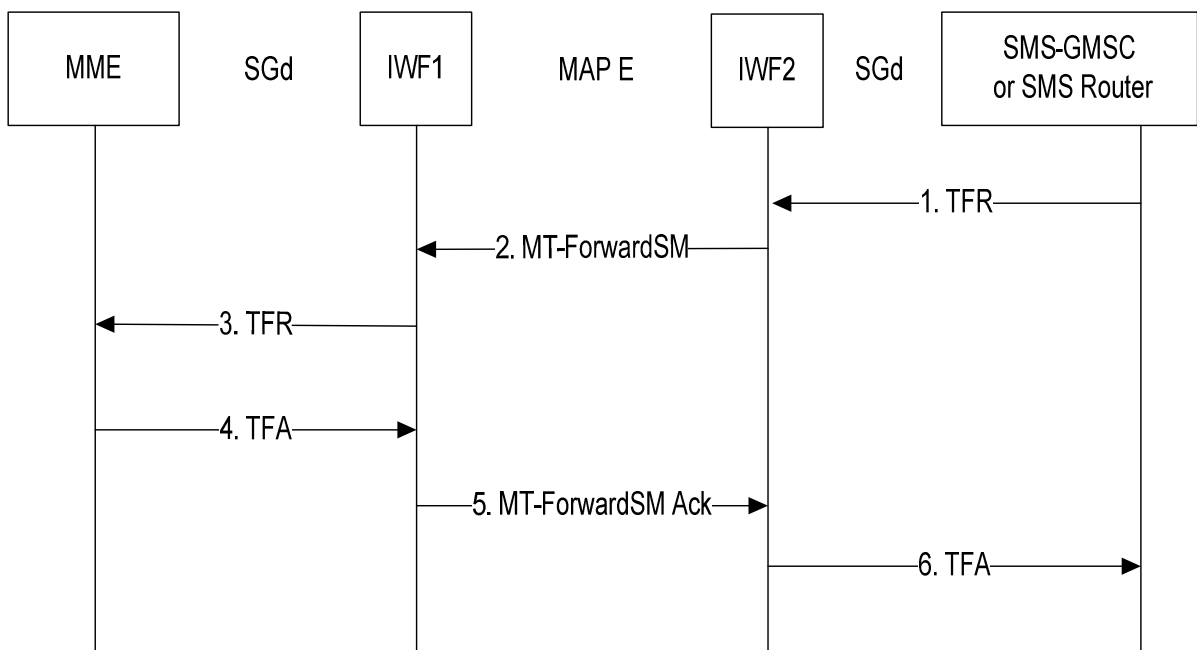 MME
SGd
IWF1
MAP E
IWF2
SGd
SMS-GMSC
or SMS Router
1. TFR
2. MT-ForwardSM
3. TFR
4. TFA
5. MT-ForwardSM Ack
6. TFA